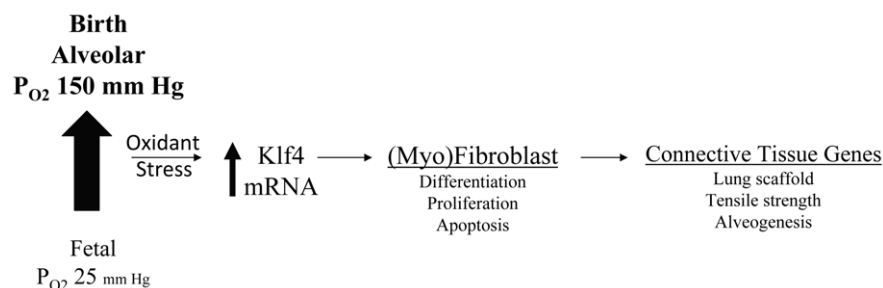 Birth
Alveolar
PO2 150 mm Hg
Oxidant
Stress
Klf4
mRNA
(Myo)Fibroblast
Differentiation
Proliferation
Apoptosis
Connective Tissue Genes
Lung scaffold
Tensile strength
Alveogenesis
Fetal
PO2 25 mm Hg